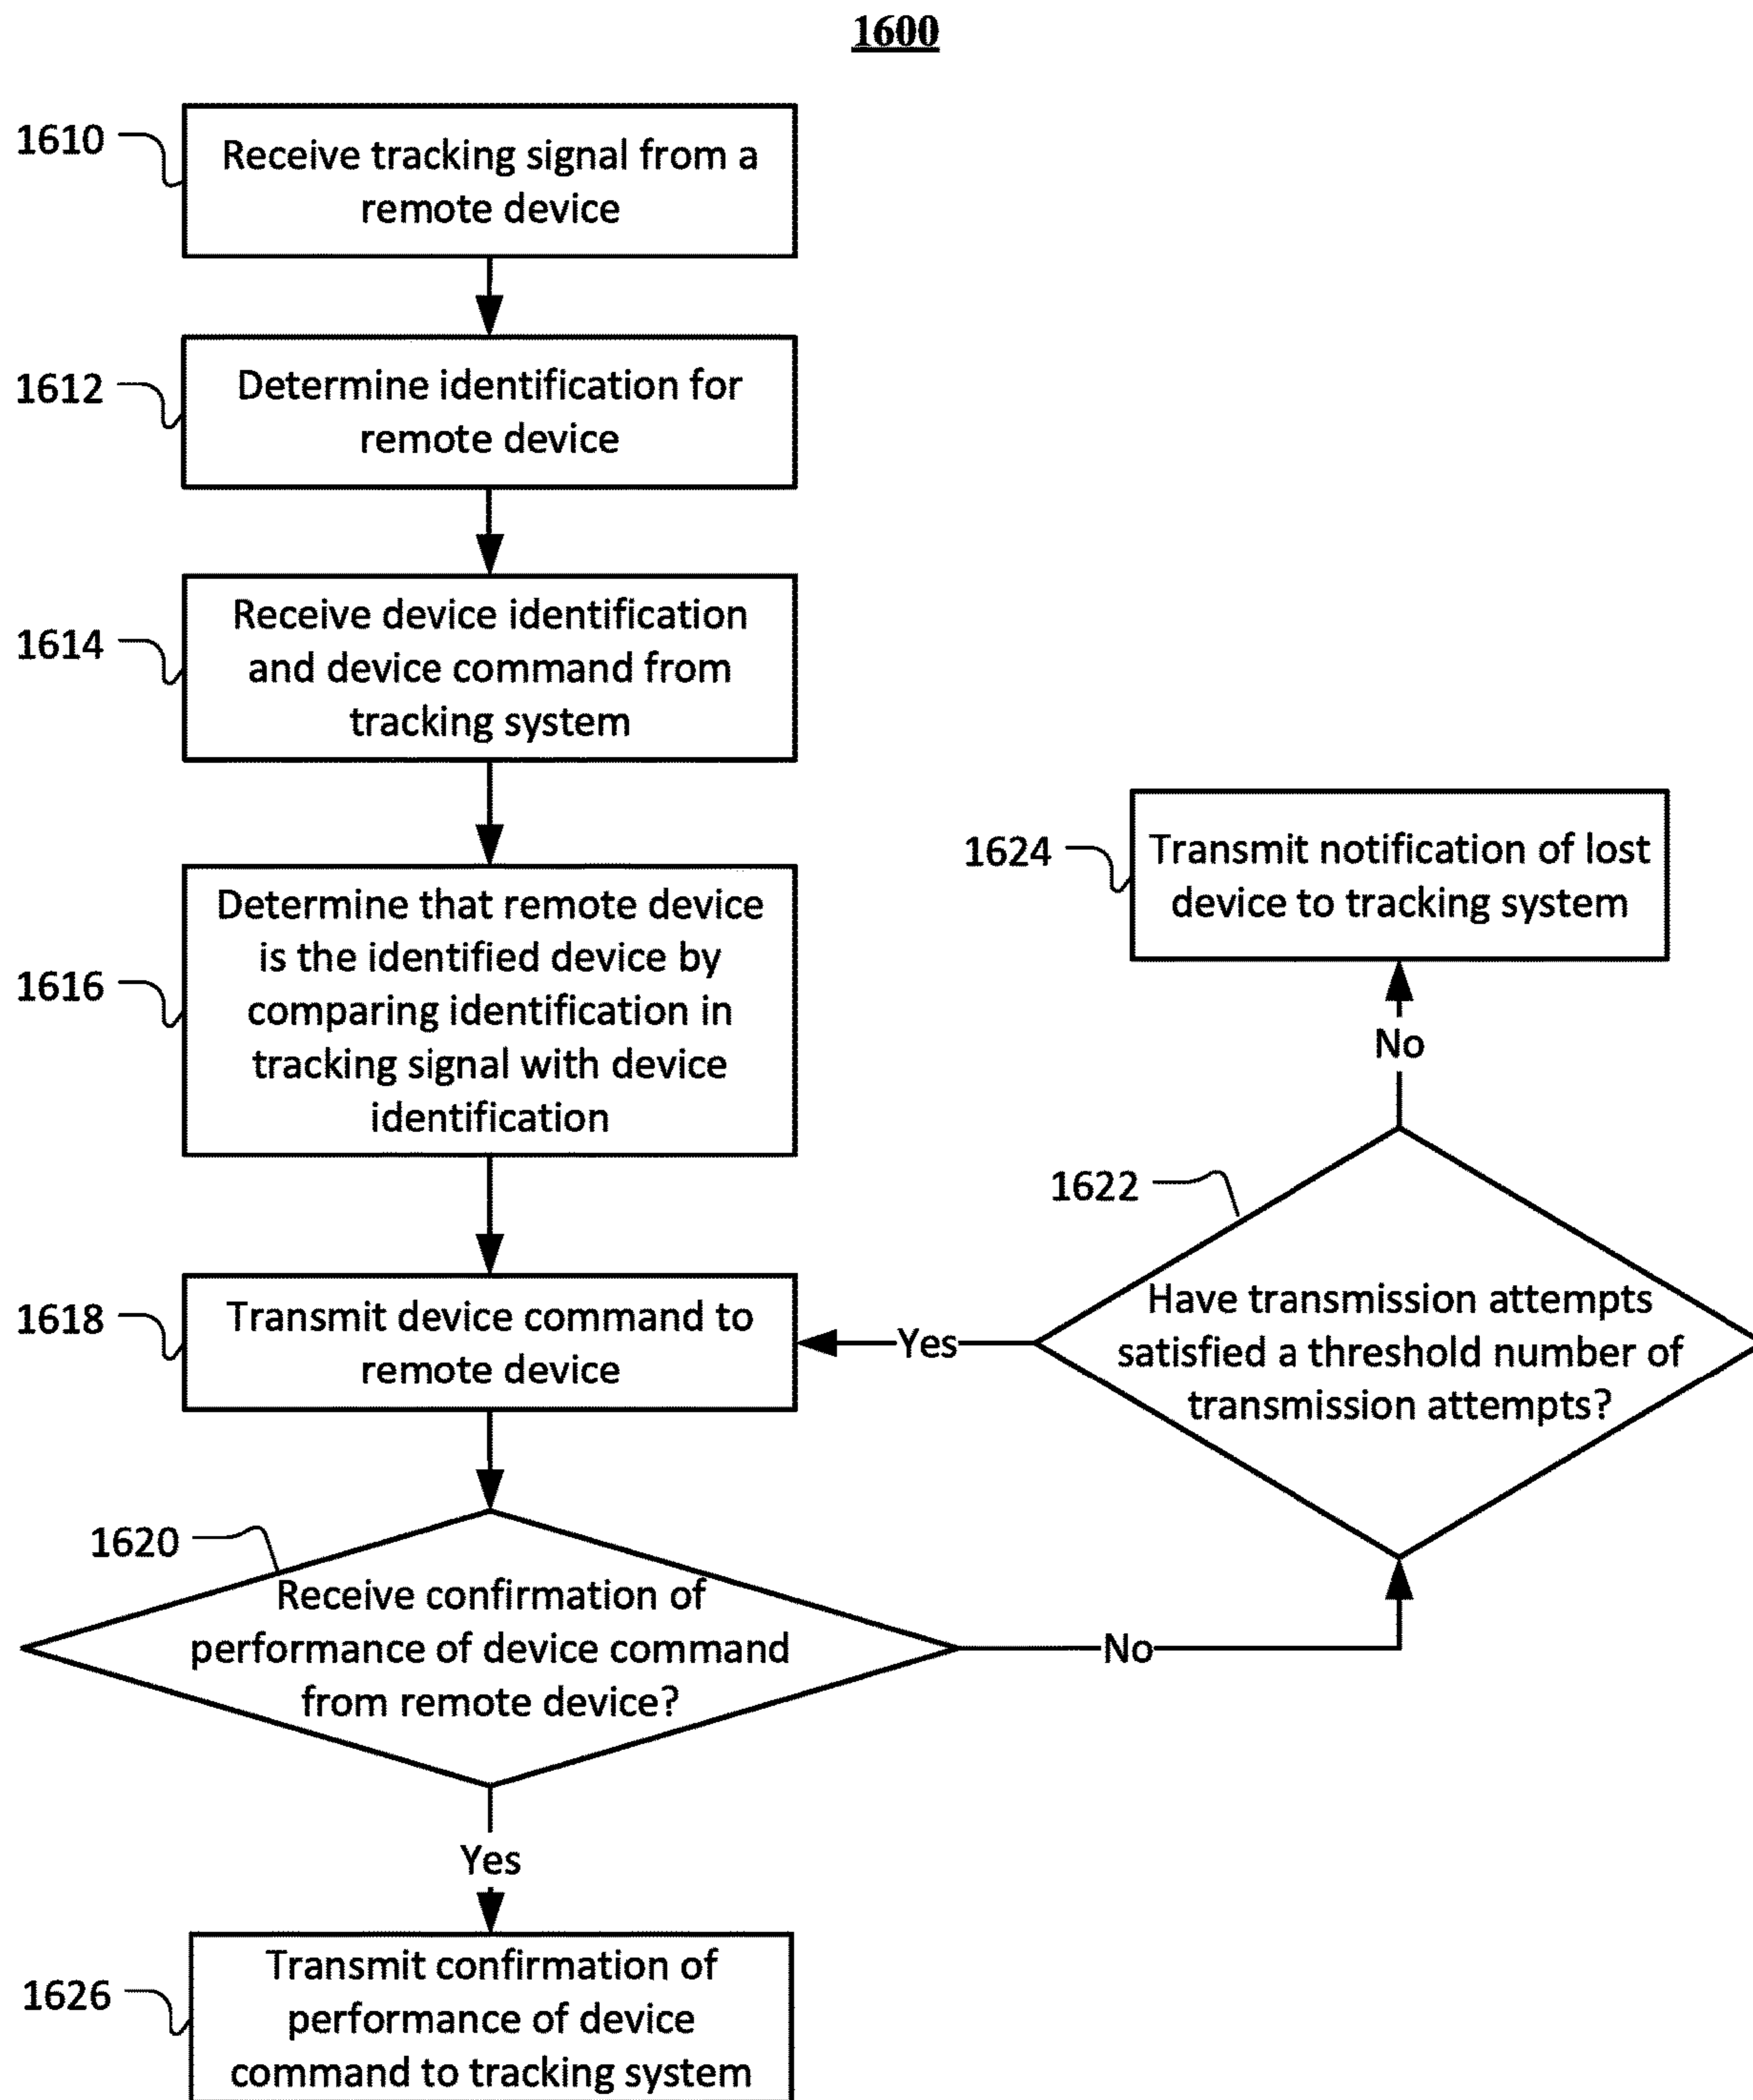 1600
1610
Receive tracking signal from a
remote device
1612
Determine identification for
remote device
1614
Receive device identification
and device command from
tracking system
1616
Determine that remote device
is the identified device by
comparing identification in
tracking signal with device
identification
1618
Transmit device command to
remote device
1620
Receive confirmation of
performance of device command
from remote device?
No
Yes
1622
Have transmission attempts
satisfied a threshold number of
transmission attempts?
Yes
No
1624
Transmit notification of lost
device to tracking system
1626
Transmit confirmation of
performance of device
command to tracking system